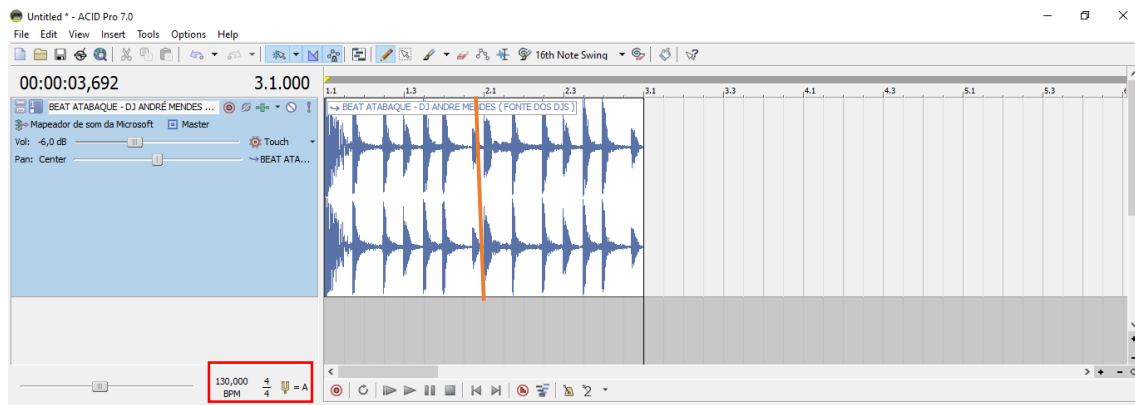 Untitled * - ACID Pro 7.0
File Edit View Insert Tools Options Help
16th Note Swing
00:00:03,692 3.1.000
1.1 1.3 2.1 2.3 3.1 3.3 4.1 4.3 5.1 5.3
BEAT ATABAQUE - DJ ANDRÉ MENDES ...
BEAT ATABAQUE - DJ ANDRE MENDES ( FONTE DOS DJS )
Mapeador de som da Microsoft Master
Vol: -6,0 dB Touch
Pan: Center BEAT ATA...
130,000
BPM
4
4
= A
2